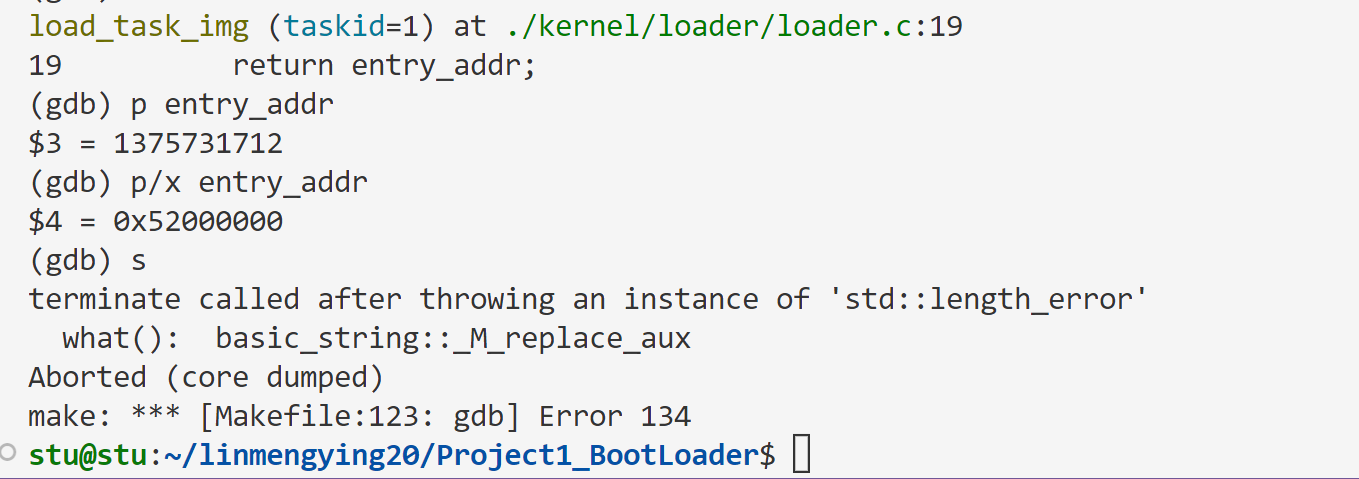 load_task_img (taskid=1) at ./kernel/loader/loader.c:19
19          return entry_addr;
(gdb) p entry_addr
$3 = 1375731712
(gdb) p/x entry_addr
$4 = 0x52000000
(gdb) s
terminate called after throwing an instance of 'std::length_error'
  what():  basic_string::_M_replace_aux
Aborted (core dumped)
make: *** [Makefile:123: gdb] Error 134
stu@stu:~/linmengying20/Project1_BootLoader$